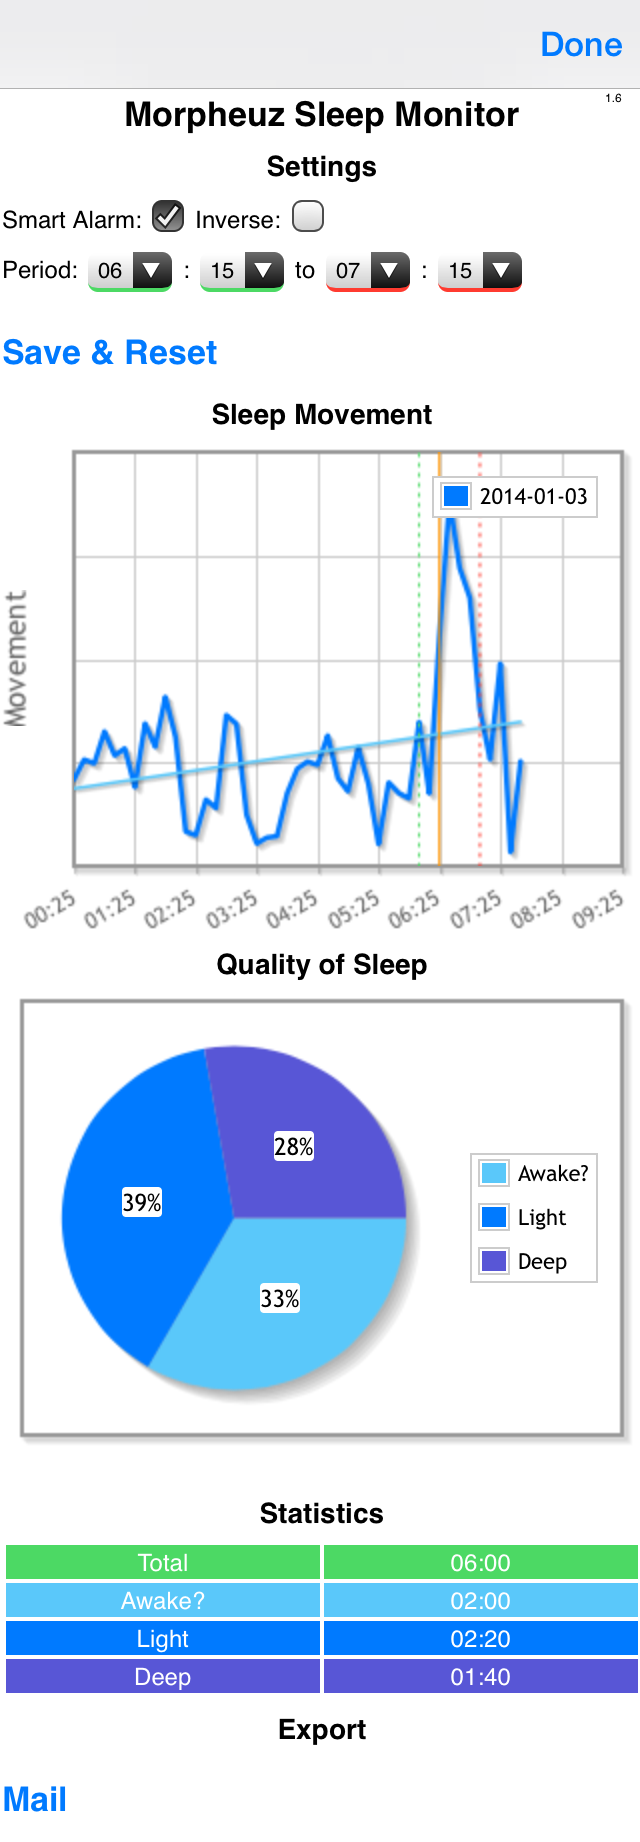 Done
1.6
Morpheuz Sleep Monitor
Settings
Smart Alarm: Inverse:
Period: 06 : 15 to 07 : 15
Save & Reset
Sleep Movement
2014-01-03
Movement
00:25 01:25 02:25 03:25 04:25 05:25 06:25 07:25 08:25 09:25
Quality of Sleep
28%
39%
33%
Awake?
Light
Deep
Statistics
Total 06:00
Awake? 02:00
Light 02:20
Deep 01:40
Export
Mail